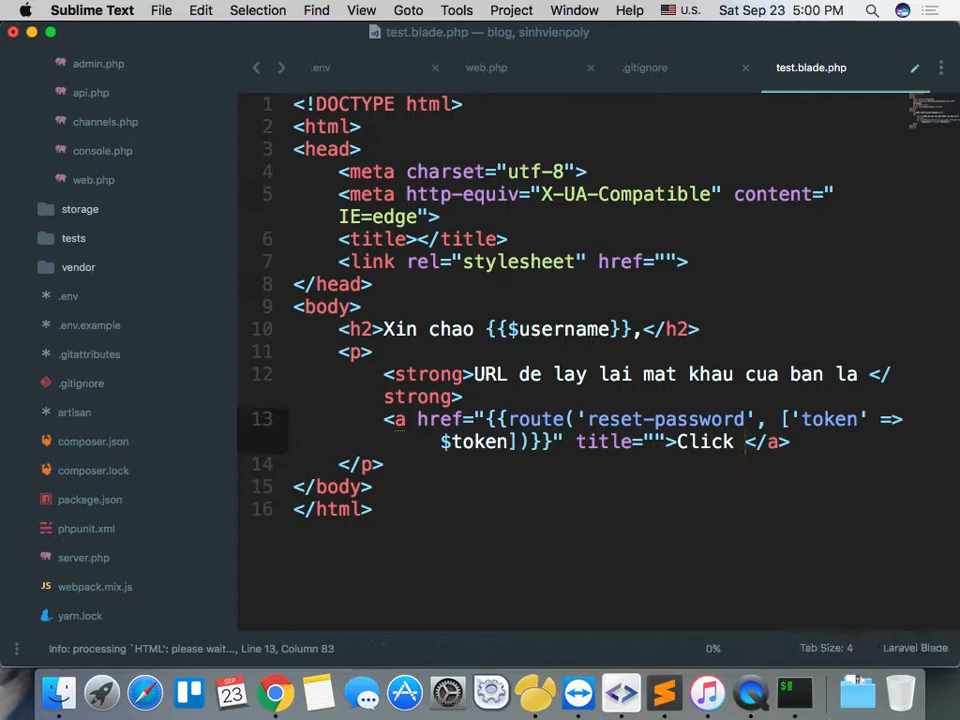 Sublime Text File Edit Selection Find View Goto Tools Project Window Help U.S. Sat Sep 23 5:00 PM
test.blade.php — blog, sinhvienpoly
.env web.php .gitignore test.blade.php
admin.php
api.php
channels.php
console.php
web.php
storage
tests
vendor
.env
.env.example
.gitattributes
.gitignore
artisan
composer.json
composer.lock
package.json
phpunit.xml
server.php
JS webpack.mix.js
yarn.lock
1 <!DOCTYPE html>
2 <html>
3 <head>
4 <meta charset="utf-8">
5 <meta http-equiv="X-UA-Compatible" content="
IE=edge">
6 <title></title>
7 <link rel="stylesheet" href="">
8 </head>
9 <body>
10 <h2>Xin chao {{$username}},</h2>
11 <p>
12 <strong>URL de lay lai mat khau cua ban la </
strong>
13 <a href="{{route('reset-password', ['token' =>
$token])}}" title="">Click </a>
14 </p>
15 </body>
16 </html>
Info: processing `HTML': please wait..., Line 13, Column 83 0% Tab Size: 4 Laravel Blade
SEP
23